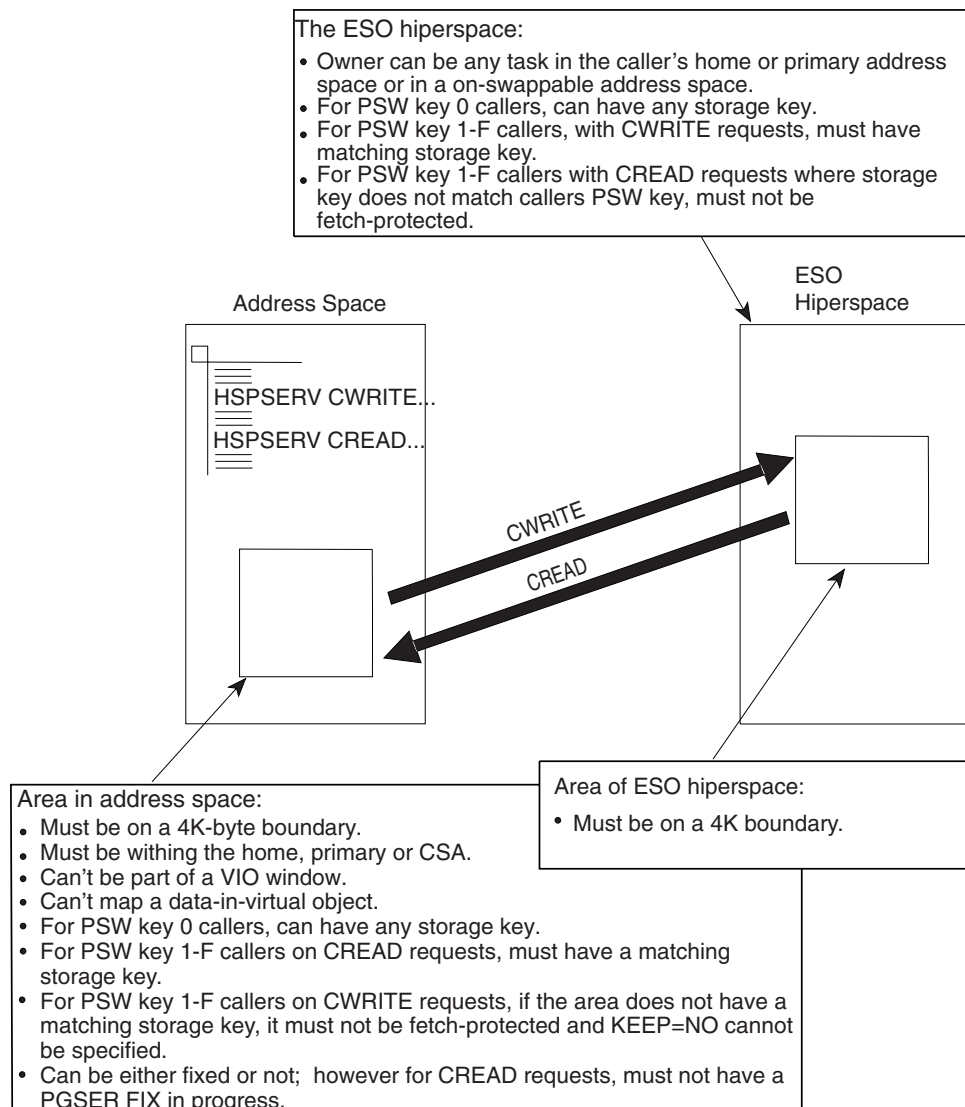 The ESO hiperspace:
• Owner can be any task in the caller's home or primary address
space or in a on-swappable address space.
• For PSW key 0 callers, can have any storage key.
• For PSW key 1-F callers, with CWRITE requests, must have
matching storage key.
• For PSW key 1-F callers with CREAD requests where storage
key does not match callers PSW key, must not be
fetch-protected.
Address Space
ESO
Hiperspace
HSPSERV CWRITE...
HSPSERV CREAD...
CWRITE
CREAD
Area in address space:
• Must be on a 4K-byte boundary.
• Must be withing the home, primary or CSA.
• Can't be part of a VIO window.
• Can't map a data-in-virtual object.
• For PSW key 0 callers, can have any storage key.
• For PSW key 1-F callers on CREAD requests, must have a matching
storage key.
• For PSW key 1-F callers on CWRITE requests, if the area does not have a
matching storage key, it must not be fetch-protected and KEEP=NO cannot
be specified.
• Can be either fixed or not; however for CREAD requests, must not have a
PGSER FIX in progress.
Area of ESO hiperspace:
• Must be on a 4K boundary.